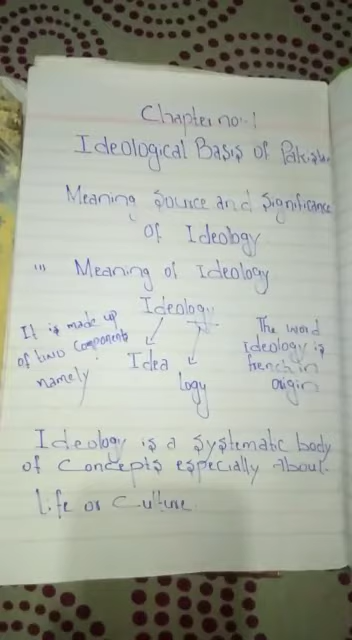 Chapter no-1
Ideological Basis of Pakistan
Meaning, Source and Significance
of Ideology
"' Meaning of Ideology
Ideology
It is made up
of two components
namely
Idea
Logy
The word
ideology is
french in
origin
Ideology is a systematic body
of concepts especially about
life or culture